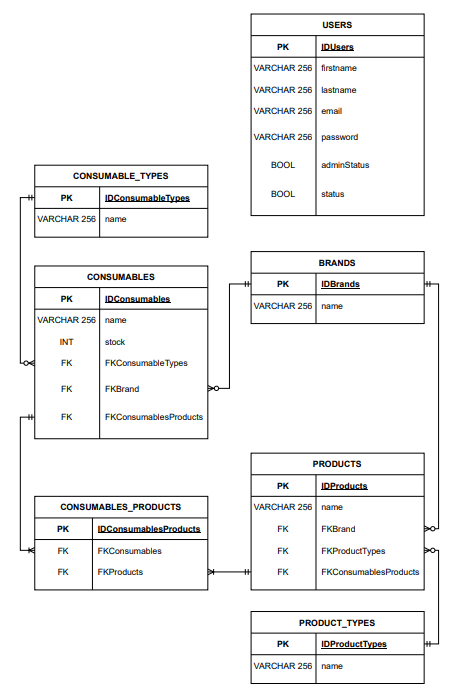 USERS
PK IDUsers
VARCHAR 256 firstname
VARCHAR 256 lastname
VARCHAR 256 email
VARCHAR 256 password
BOOL adminStatus
BOOL status
CONSUMABLE_TYPES
PK IDConsumableTypes
VARCHAR 256 name
CONSUMABLES
PK IDConsumables
VARCHAR 256 name
INT stock
FK FKConsumableTypes
FK FKBrand
FK FKConsumablesProducts
BRANDS
PK IDBrands
VARCHAR 256 name
CONSUMABLES_PRODUCTS
PK IDConsumablesProducts
FK FKConsumables
FK FKProducts
PRODUCTS
PK IDProducts
VARCHAR 256 name
FK FKBrand
FK FKProductTypes
FK FKConsumablesProducts
PRODUCT_TYPES
PK IDProductTypes
VARCHAR 256 name